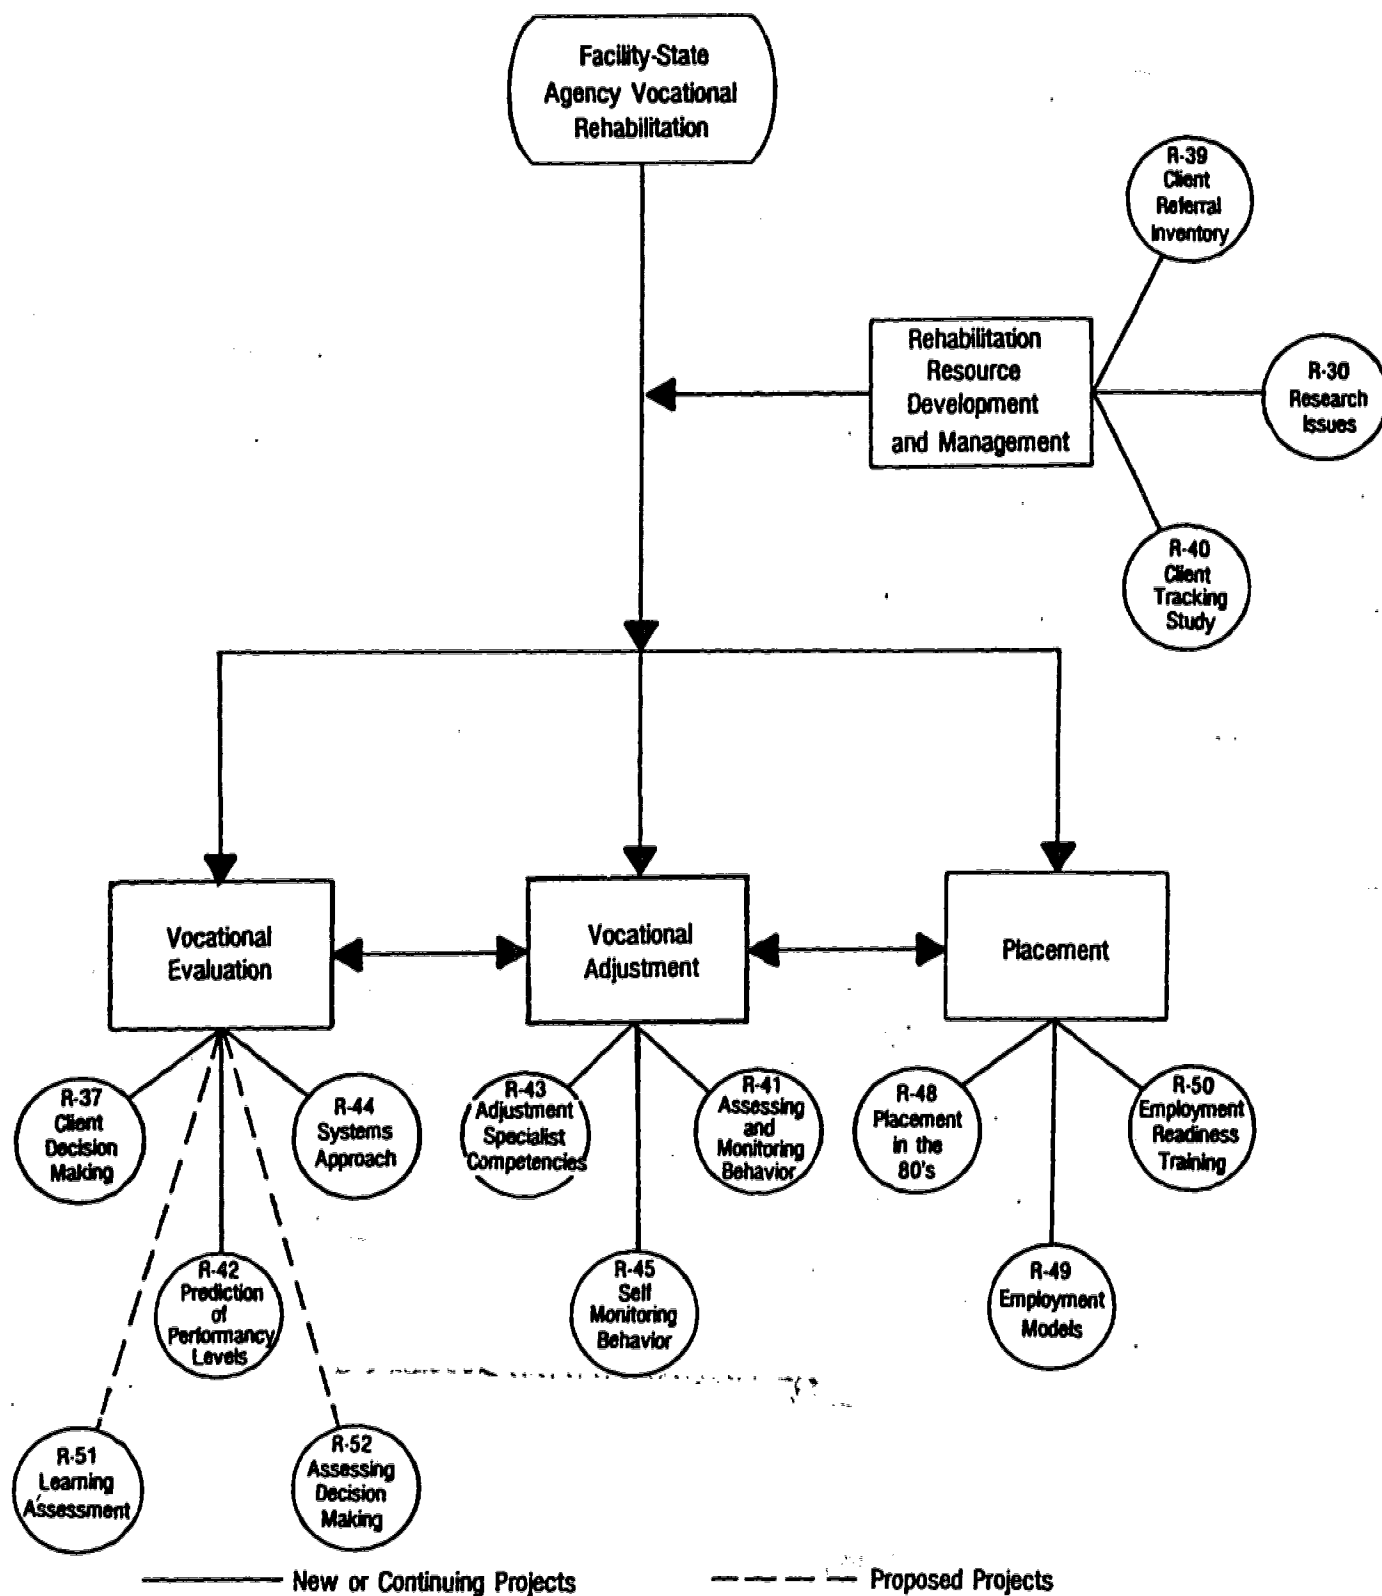 Facility-State
Agency Vocational
Rehabilitation
R-39
Client
Referral
Inventory
Rehabilitation
Resource
Development
and Management
R-30
Research
Issues
R-40
Client
Tracking
Study
Vocational
Evaluation
Vocational
Adjustment
Placement
R-37
Client
Decision
Making
R-44
Systems
Approach
R-43
Adjustment
Specialist
Competencies
R-41
Assessing
and
Monitoring
Behavior
R-48
Placement
in the
80's
R-50
Employment
Readiness
Training
R-42
Prediction
of
Performancy
Levels
R-45
Self
Monitoring
Behavior
R-49
Employment
Models
R-51
Learning
Assessment
R-52
Assessing
Decision
Making
New or Continuing Projects
Proposed Projects